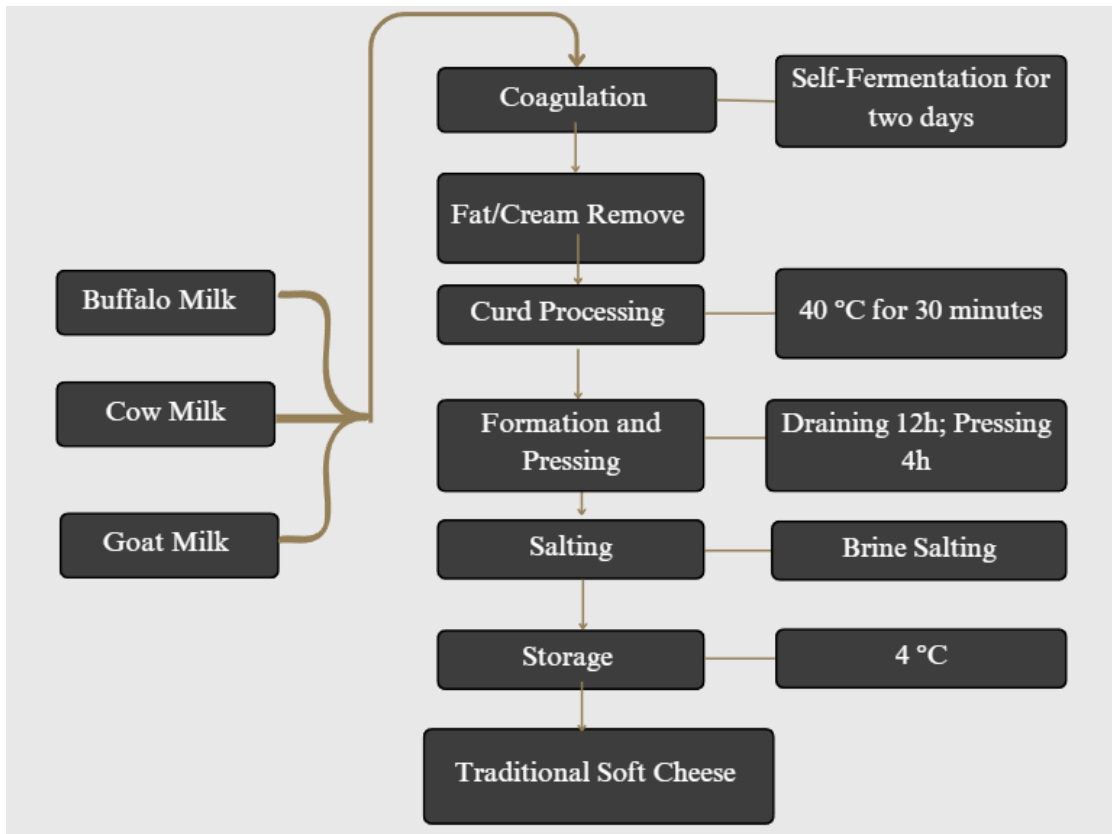 Coagulation
Self-Fermentation for
two days
Fat/Cream Remove
Buffalo Milk
Curd Processing
40 °C for 30 minutes
Cow Milk
Formation and
Pressing
Draining 12h; Pressing
4h
Goat Milk
Salting
Brine Salting
Storage
4 °C
Traditional Soft Cheese